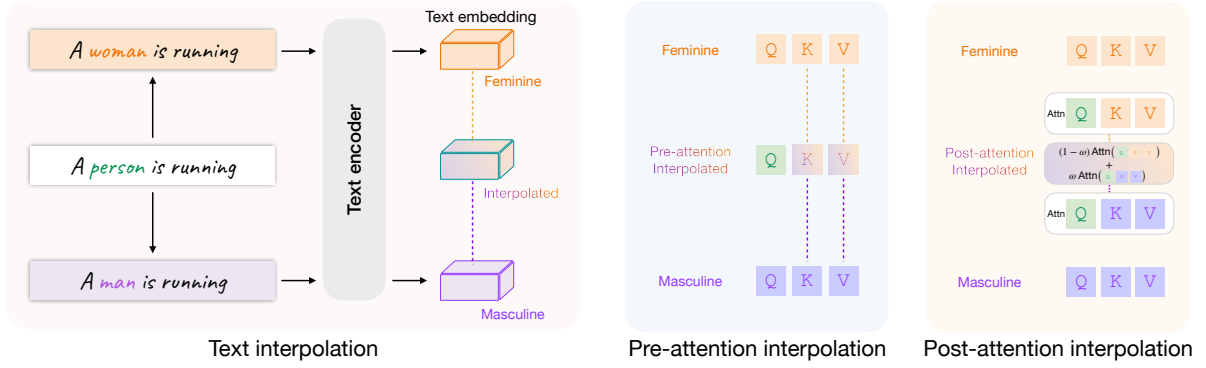 A woman is running
A person is running
A man is running
Text encoder
Text embedding
Feminine
Interpolated
Masculine
Text interpolation
Feminine
Q K V
Pre-attention
Interpolated
Q K V
Masculine
Q K V
Pre-attention interpolation
Feminine
Q K V
Attn Q K V
Post-attention
Interpolated
(1 − ω) Attn( Q K V )
+
ω Attn( Q K V )
Attn Q K V
Masculine
Q K V
Post-attention interpolation